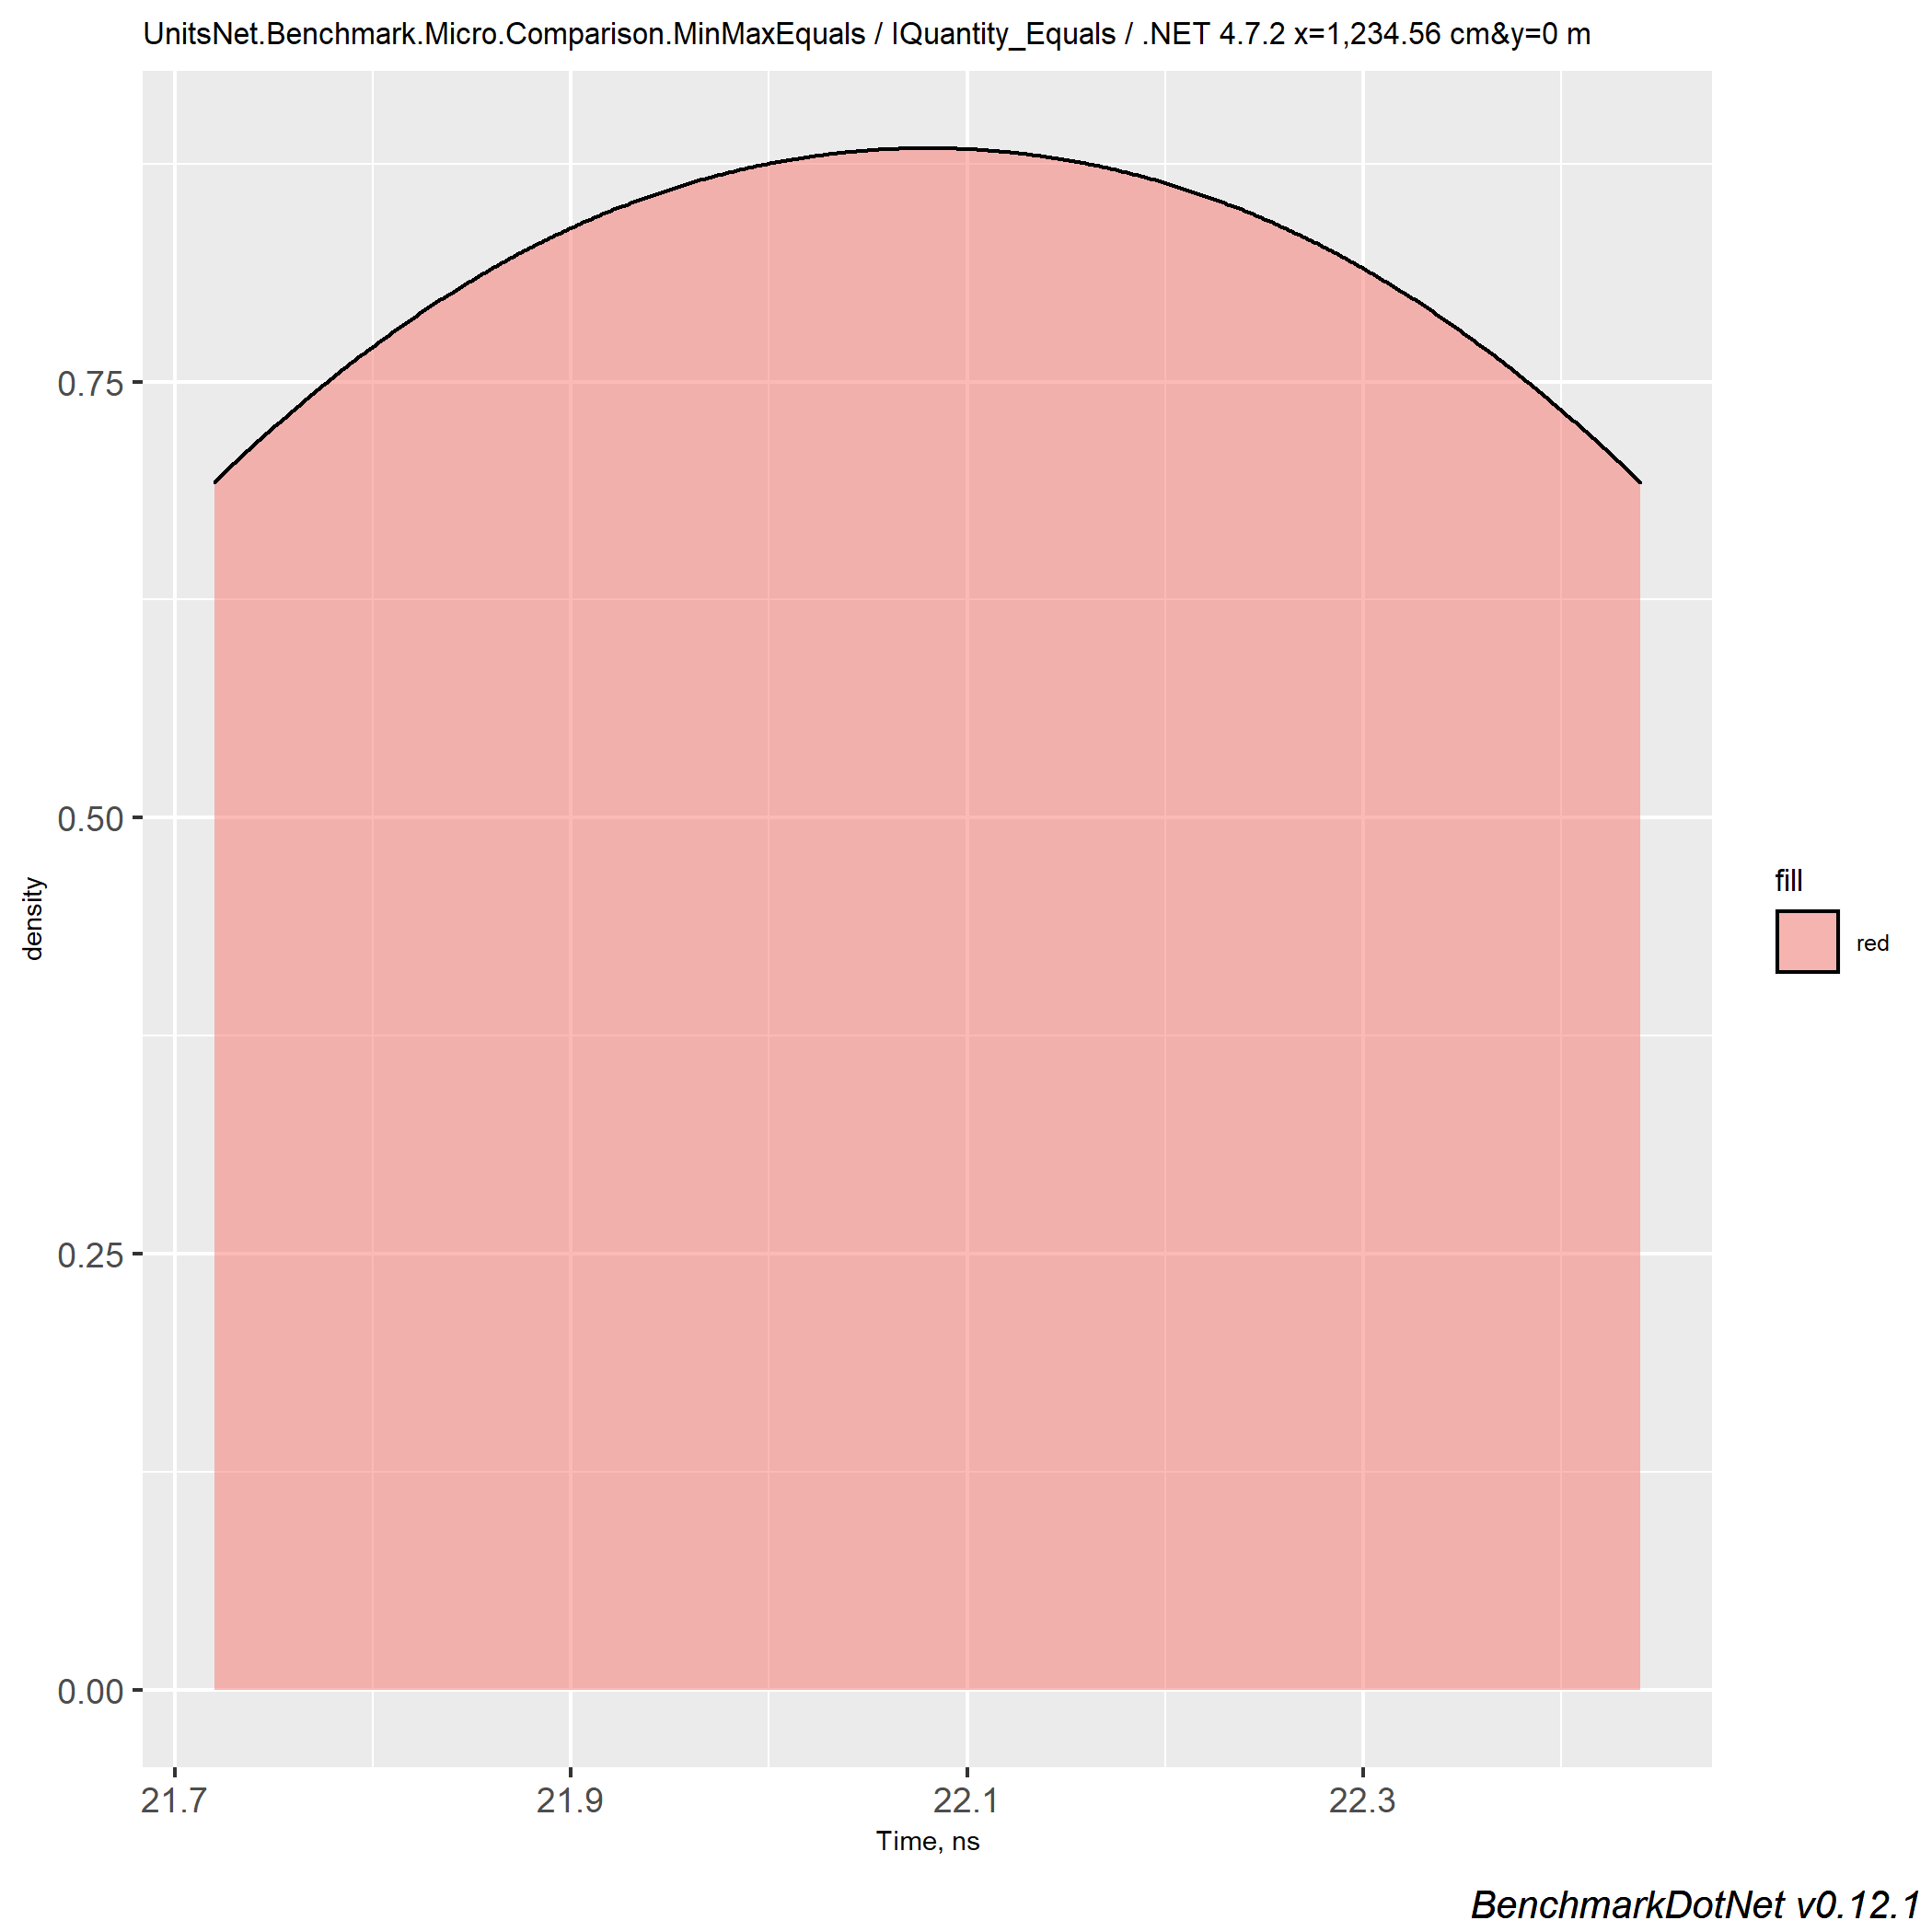 UnitsNet.Benchmark.Micro.Comparison.MinMaxEquals / IQuantity_Equals / .NET 4.7.2 x=1,234.56 cm&y=0 m
0.75
0.50
0.25
0.00
density
21.7 21.9 22.1 22.3
Time, ns
fill
red
BenchmarkDotNet v0.12.1